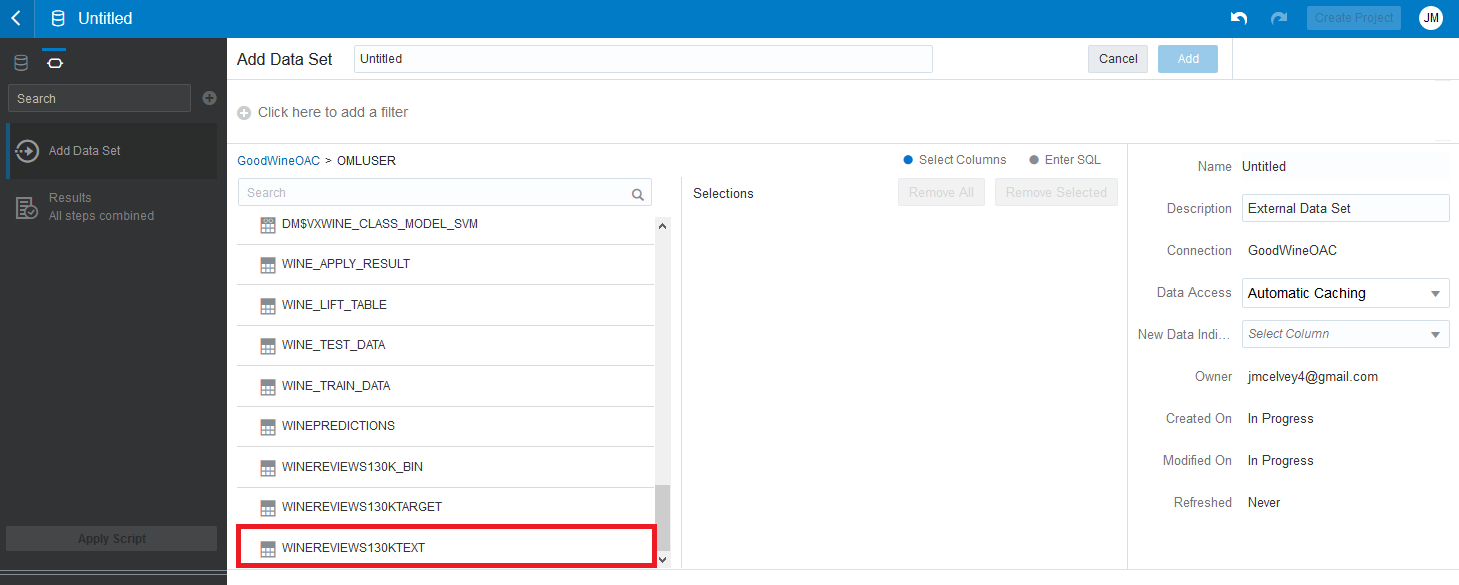 Untitled
Create Project
JM
Search
Add Data Set
Results
All steps combined
Apply Script
Add Data Set
Untitled
Cancel
Add
Click here to add a filter
GoodWineOAC > OMLUSER
Select Columns
Enter SQL
Search
DM$VXWINE_CLASS_MODEL_SVM
WINE_APPLY_RESULT
WINE_LIFT_TABLE
WINE_TEST_DATA
WINE_TRAIN_DATA
WINEPREDICTIONS
WINEREVIEWS130K_BIN
WINEREVIEWS130KTARGET
WINEREVIEWS130KTEXT
Selections
Remove All
Remove Selected
Name Untitled
Description External Data Set
Connection GoodWineOAC
Data Access Automatic Caching
New Data Indi... Select Column
Owner jmcelvey4@gmail.com
Created On In Progress
Modified On In Progress
Refreshed Never